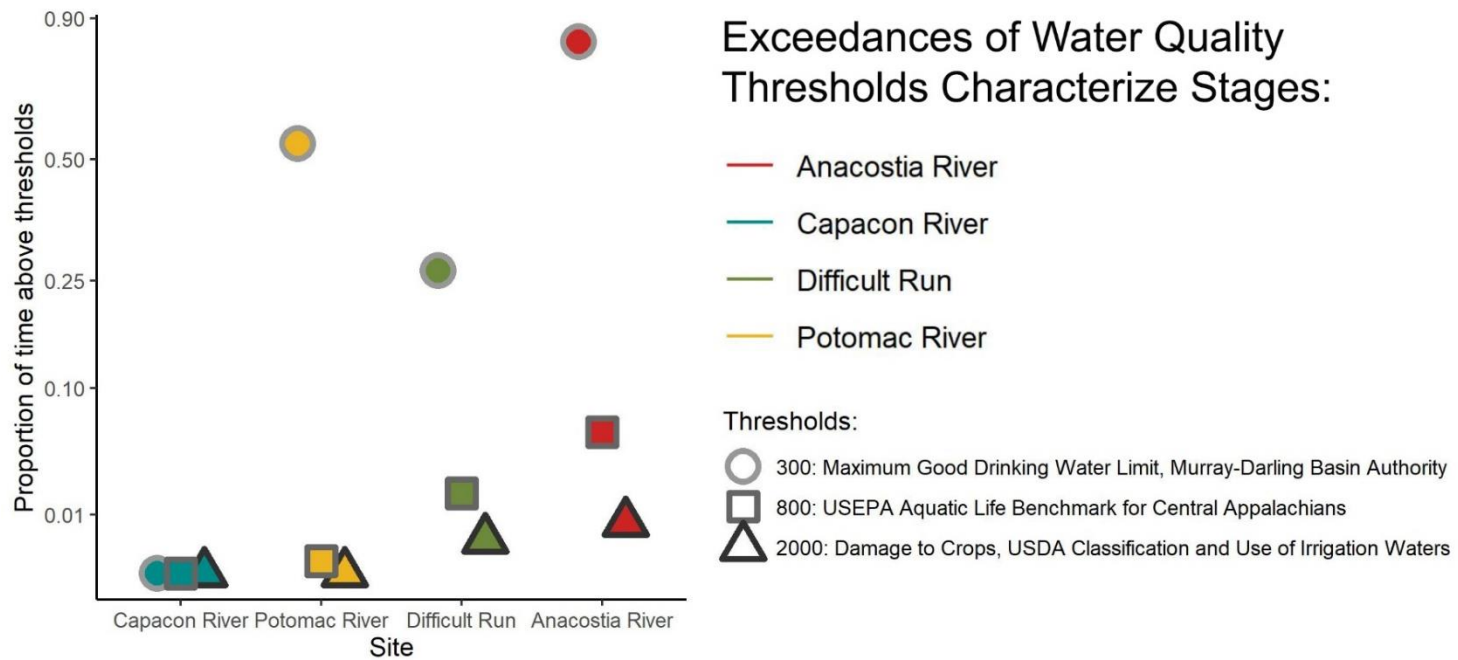 Exceedances of Water Quality
Thresholds Characterize Stages:
Anacostia River
Capacon River
Difficult Run
Potomac River
Thresholds:
300: Maximum Good Drinking Water Limit, Murray-Darling Basin Authority
800: USEPA Aquatic Life Benchmark for Central Appalachians
2000: Damage to Crops, USDA Classification and Use of Irrigation Waters
Proportion of time above thresholds
0.90
0.50
0.25
0.10
0.01
Capacon River Potomac River Difficult Run Anacostia River
Site